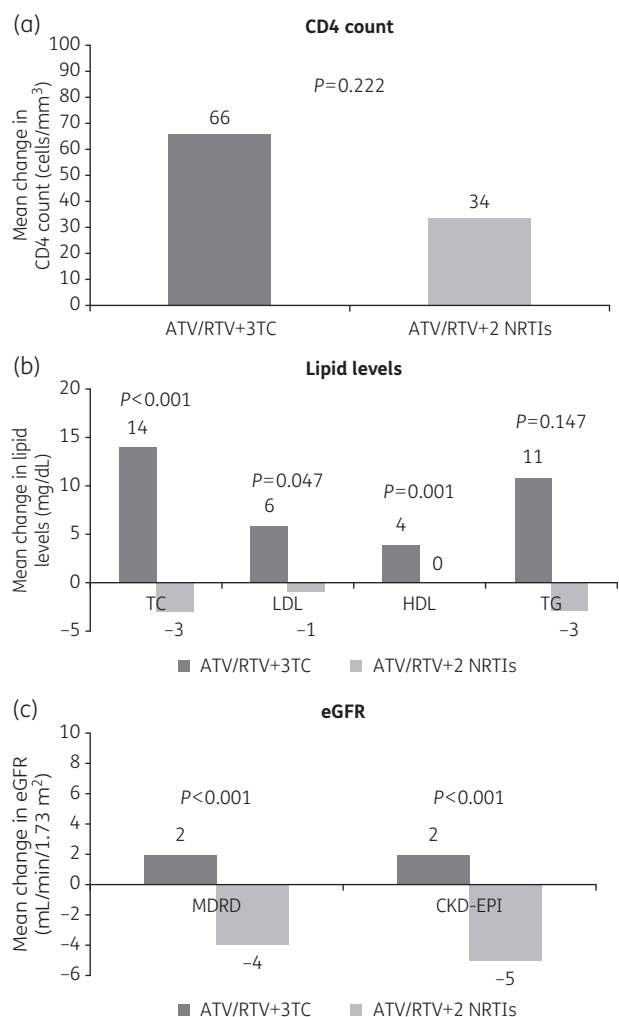 (a)
CD4 count
Mean change in
CD4 count (cells/mm³)
100
90
80
70
60
50
40
30
20
10
0
P=0.222
66
34
ATV/RTV+3TC
ATV/RTV+2 NRTIs
(b)
Lipid levels
Mean change in lipid
levels (mg/dL)
20
15
10
5
0
−5
P<0.001
14
P=0.047
6
P=0.001
4
0
P=0.147
11
TC
LDL
HDL
TG
−3
−1
−3
ATV/RTV+3TC
ATV/RTV+2 NRTIs
(c)
eGFR
Mean change in eGFR
(mL/min/1.73 m²)
10
8
6
4
2
0
−2
−4
−6
P<0.001
2
P<0.001
2
MDRD
CKD-EPI
−4
−5
ATV/RTV+3TC
ATV/RTV+2 NRTIs